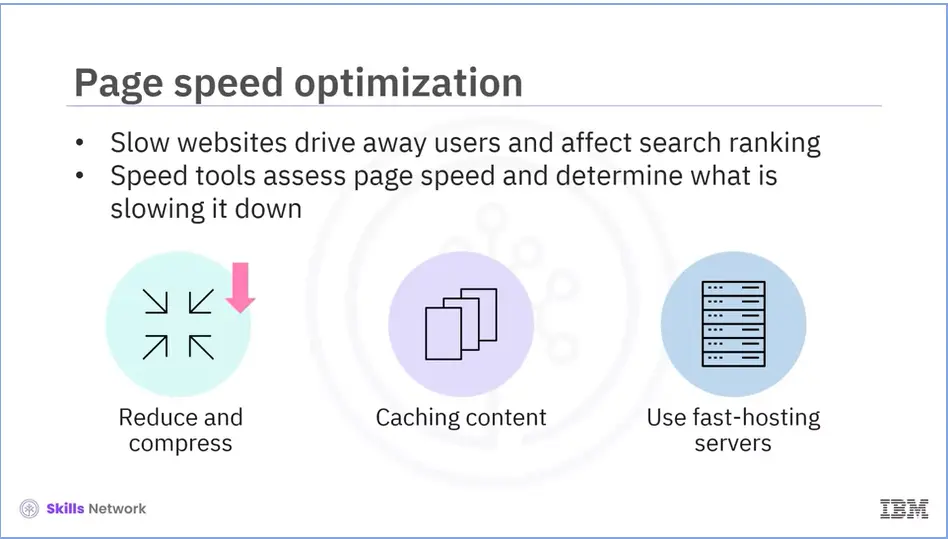 Page speed optimization
• Slow websites drive away users and affect search ranking
• Speed tools assess page speed and determine what is
slowing it down
Reduce and
compress
Caching content
Use fast-hosting
servers
Skills Network
IBM